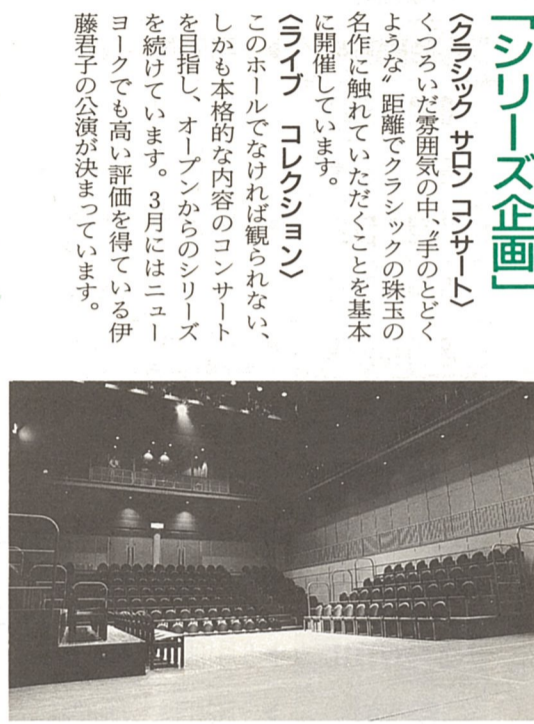 「シリーズ企画」
〈クラシック サロン コンサート〉
くつろいだ雰囲気の中、〝手のとどく
ような〟距離でクラシックの珠玉の
名作に触れていただくことを基本
に開催しています。
〈ライブ コレクション〉
このホールでなければ観られない、
しかも本格的な内容のコンサート
を目指し、オープンからのシリーズ
を続けています。3月にはニュー
ヨークでも高い評価を得ている伊
藤君子の公演が決まっています。